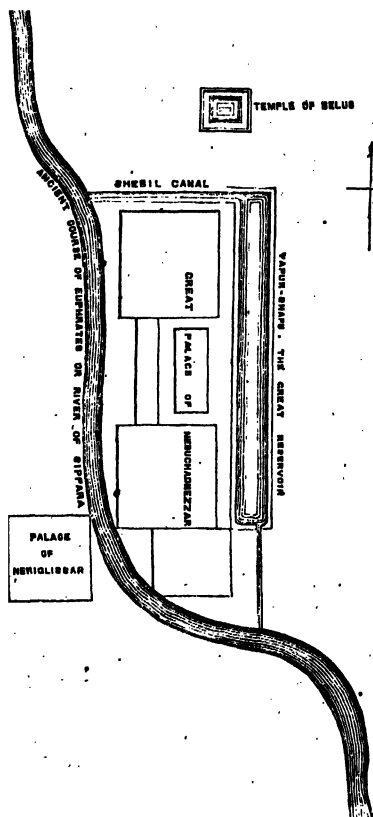 TEMPLE OF BELUS
SHEBIL CANAL
ANCIENT COURSE OF EUPHRATES OR RIVER OF SIPPARA
GREAT
PALACE OF
NEBUCHADNEZZAR
YAPUR-SHAPU, THE GREAT RESERVOIR
PALACE
OF
NERIGLISSAR